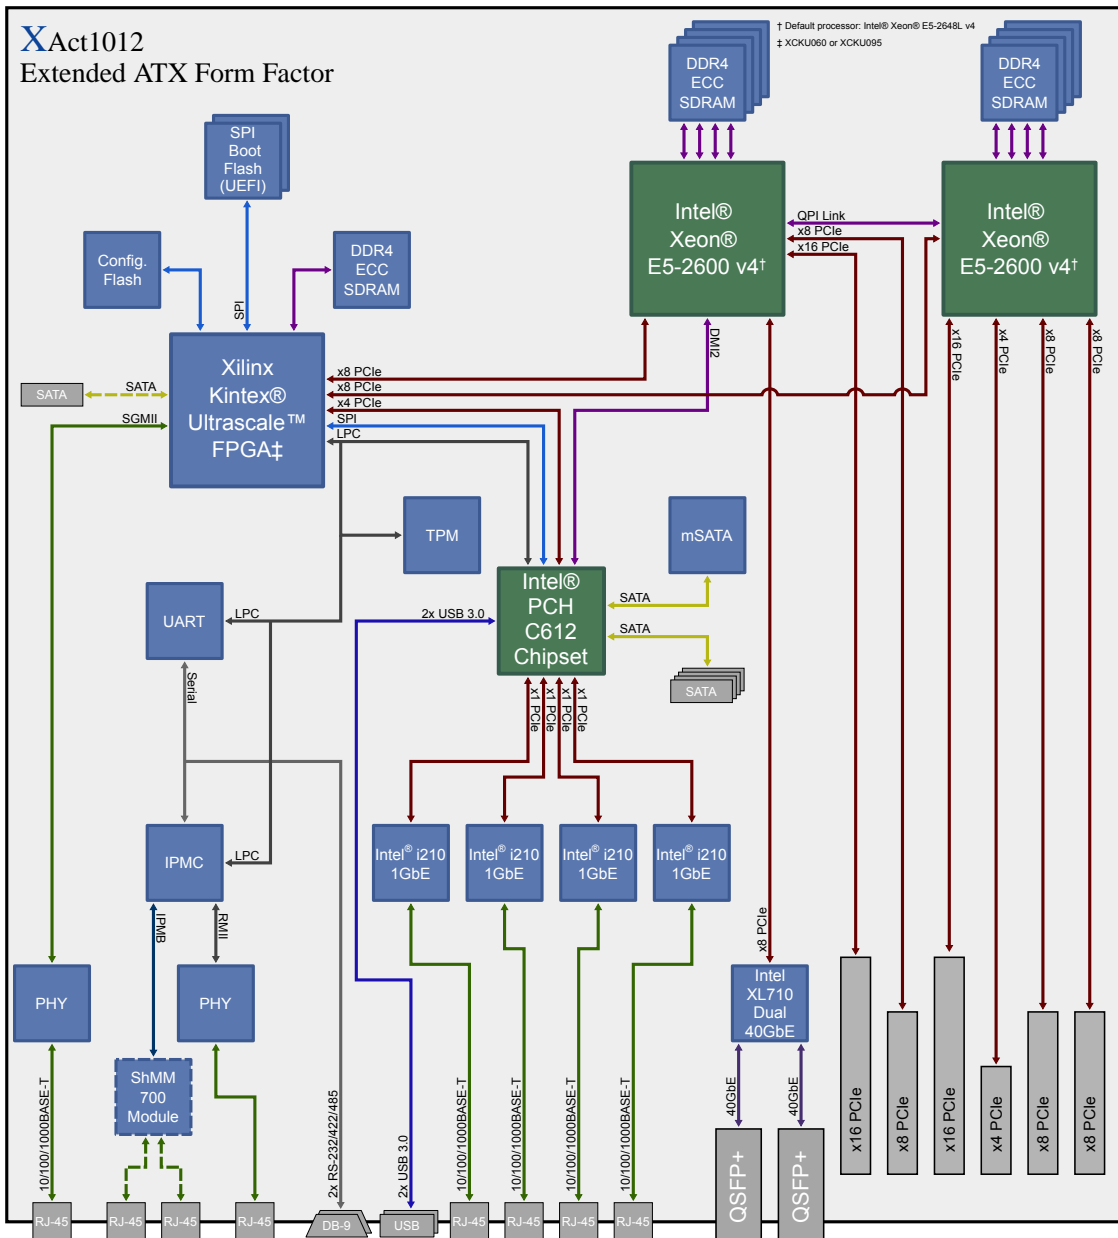 XAct1012
Extended ATX Form Factor
† Default processor: Intel® Xeon® E5-2648L v4
‡ XCKU060 or XCKU095
DDR4
ECC
SDRAM
DDR4
ECC
SDRAM
SPI
Boot
Flash
(UEFI)
Intel®
Xeon®
E5-2600 v4†
QPI Link
x8 PCIe
x16 PCIe
Intel®
Xeon®
E5-2600 v4†
Config.
Flash
DDR4
ECC
SDRAM
SPI
DMI2
x8 PCIe
x16 PCIe
x4 PCIe
x8 PCIe
x8 PCIe
Xilinx
Kintex®
Ultrascale™
FPGA‡
SATA
SATA
SGMII
x8 PCIe
x8 PCIe
x4 PCIe
SPI
LPC
TPM
mSATA
Intel®
PCH
C612
Chipset
SATA
SATA
SATA
UART
LPC
2x USB 3.0
Serial
x1 PCIe
x1 PCIe
x1 PCIe
x1 PCIe
IPMC
LPC
Intel® i210
1GbE
Intel® i210
1GbE
Intel® i210
1GbE
Intel® i210
1GbE
IPMB
RMII
PHY
PHY
Intel
XL710
Dual
40GbE
ShMM
700
Module
10/100/1000BASE-T
2x RS-232/422/485
2x USB 3.0
10/100/1000BASE-T
10/100/1000BASE-T
10/100/1000BASE-T
10/100/1000BASE-T
40GbE
40GbE
x16 PCIe
x8 PCIe
x16 PCIe
x4 PCIe
x8 PCIe
x8 PCIe
RJ-45
RJ-45
RJ-45
RJ-45
DB-9
USB
RJ-45
RJ-45
RJ-45
RJ-45
QSFP+
QSFP+